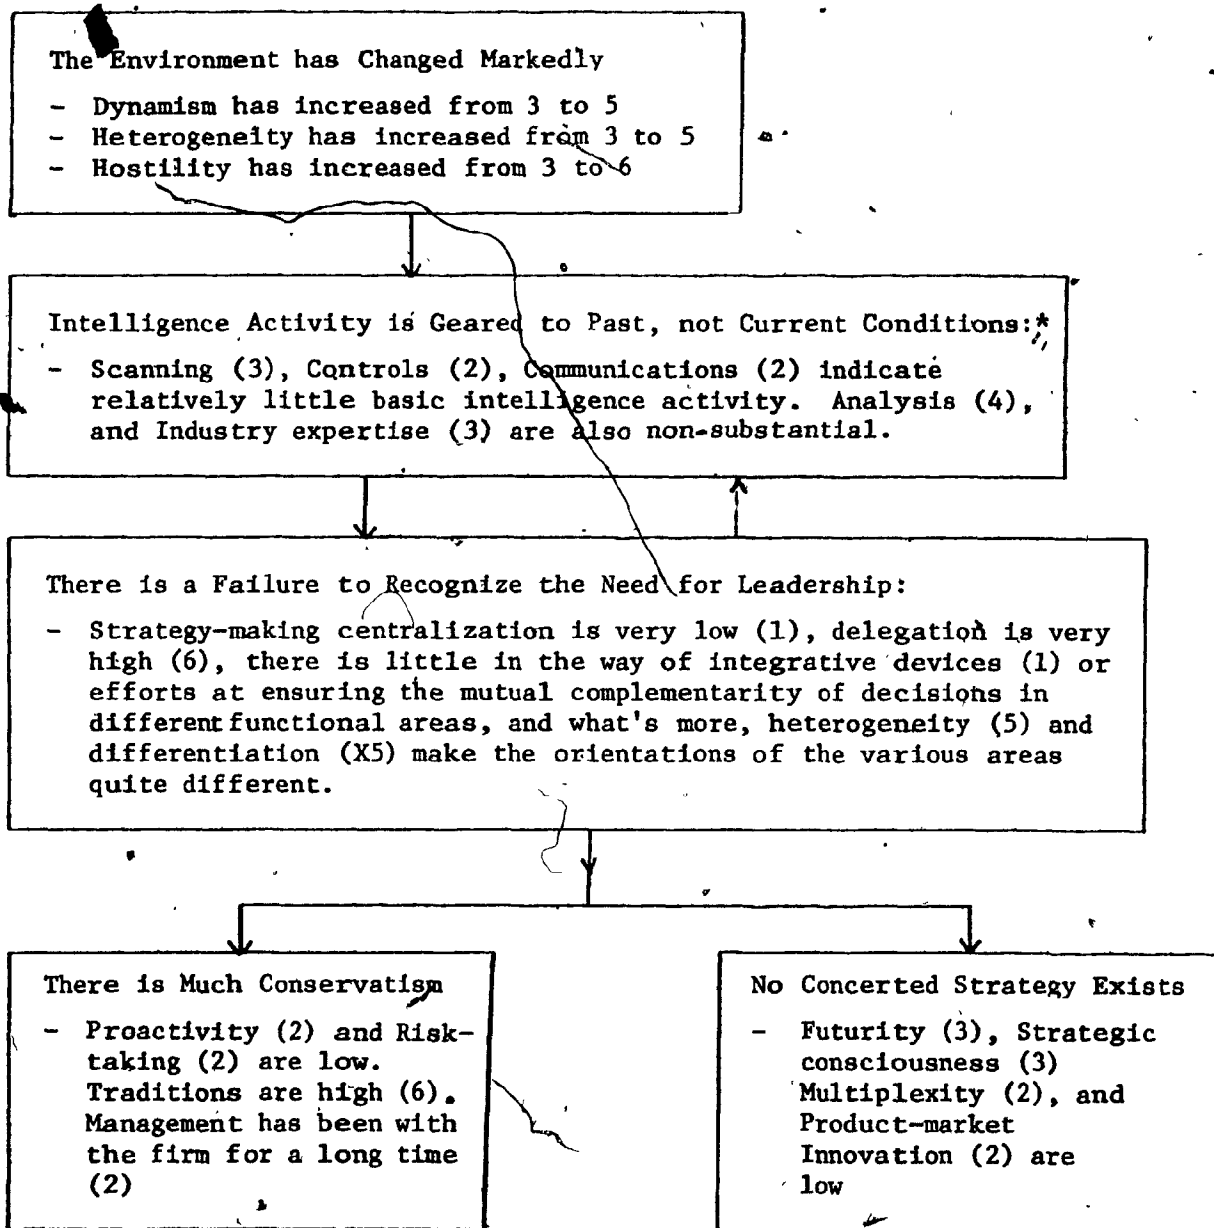 The Environment has Changed Markedly
- Dynamism has increased from 3 to 5
- Heterogeneity has increased from 3 to 5
- Hostility has increased from 3 to 6
Intelligence Activity is Geared to Past, not Current Conditions:*
- Scanning (3), Controls (2), Communications (2) indicate
relatively little basic intelligence activity. Analysis (4),
and Industry expertise (3) are also non-substantial.
There is a Failure to Recognize the Need for Leadership:
- Strategy-making centralization is very low (1), delegation is very
high (6), there is little in the way of integrative devices (1) or
efforts at ensuring the mutual complementarity of decisions in
different functional areas, and what's more, heterogeneity (5) and
differentiation (X5) make the orientations of the various areas
quite different.
There is Much Conservatism
- Proactivity (2) and Risk-
taking (2) are low.
Traditions are high (6).
Management has been with
the firm for a long time
(2)
No Concerted Strategy Exists
- Futurity (3), Strategic
consciousness (3)
Multiplexity (2), and
Product-market
Innovation (2) are
low